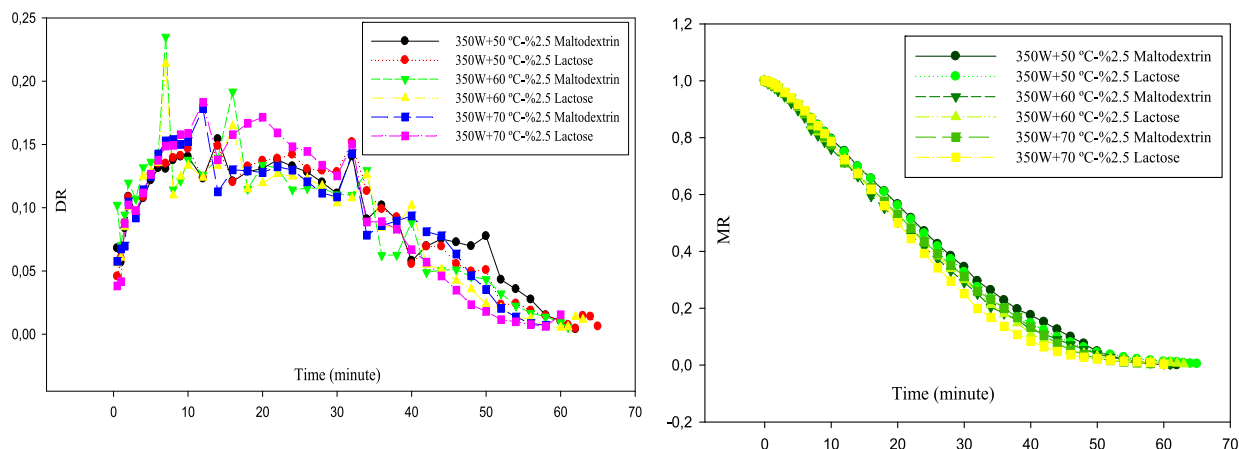 0,25
0,20
0,15
0,10
0,05
0,00
DR
350W+50 ºC-%2.5 Maltodextrin
350W+50 ºC-%2.5 Lactose
350W+60 ºC-%2.5 Maltodextrin
350W+60 ºC-%2.5 Lactose
350W+70 ºC-%2.5 Maltodextrin
350W+70 ºC-%2.5 Lactose
Time (minute)
0 10 20 30 40 50 60 70
1,2
1,0
0,8
0,6
0,4
0,2
0,0
-0,2
MR
350W+50 ºC-%2.5 Maltodextrin
350W+50 ºC-%2.5 Lactose
350W+60 ºC-%2.5 Maltodextrin
350W+60 ºC-%2.5 Lactose
350W+70 ºC-%2.5 Maltodextrin
350W+70 ºC-%2.5 Lactose
Time (minute)
0 10 20 30 40 50 60 70